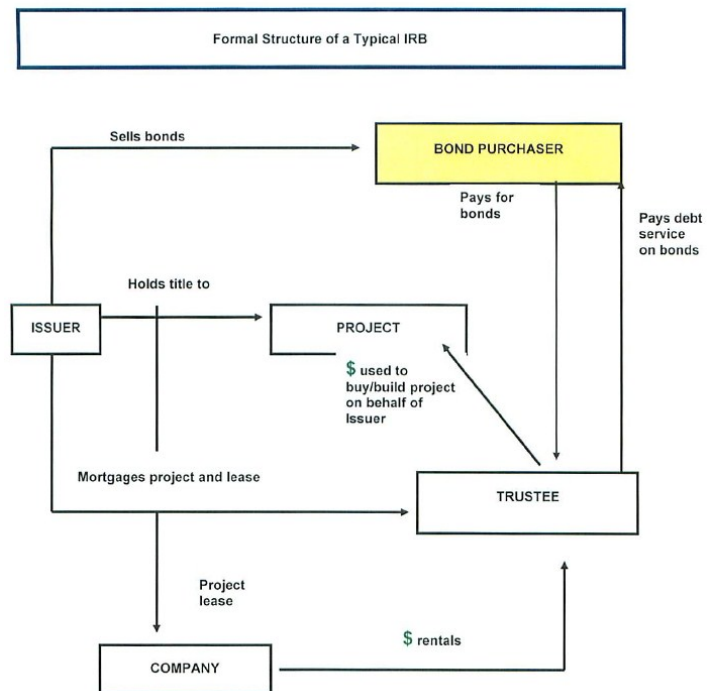 Formal Structure of a Typical IRB
Sells bonds
BOND PURCHASER
Pays for
bonds
Pays debt
service
on bonds
Holds title to
ISSUER
PROJECT
$ used to
buy/build project
on behalf of
Issuer
Mortgages project and lease
TRUSTEE
Project
lease
$ rentals
COMPANY